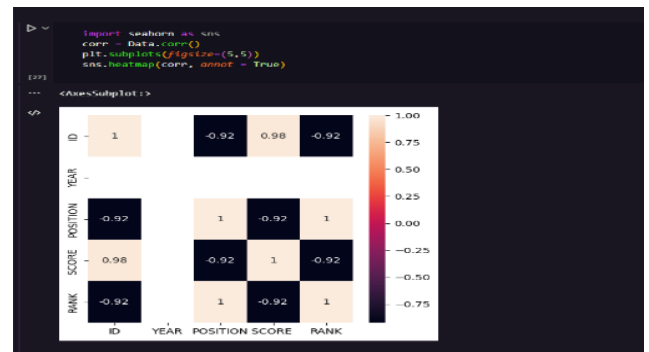 import seaborn as sns
corr = Data.corr()
plt.subplots(figsize=(5,5))
sns.heatmap(corr, annot = True)
[27]
... <AxesSubplot:>
</>
ID 1 -0.92 0.98 -0.92
YEAR
POSITION -0.92 1 -0.92 1
SCORE 0.98 -0.92 1 -0.92
RANK -0.92 1 -0.92 1
ID YEAR POSITION SCORE RANK
1.00
0.75
0.50
0.25
0.00
-0.25
-0.50
-0.75